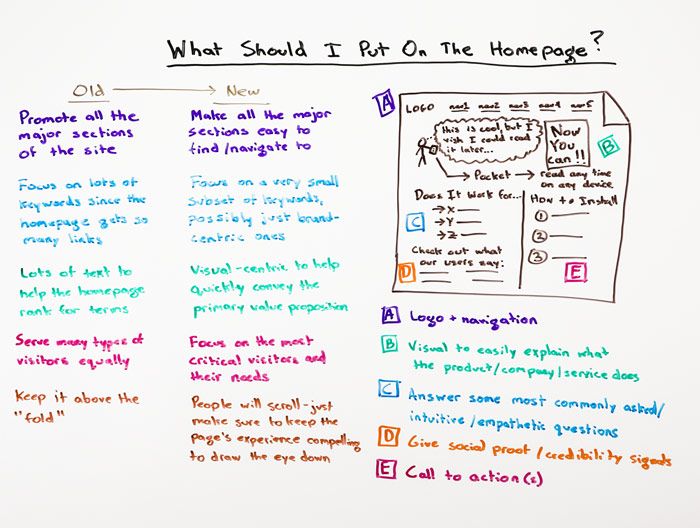 What Should I Put On The Homepage?
Old → New
Promote all the
major sections
of the site
Make all the major
sections easy to
find/navigate to
Focus on lots of
keywords since the
homepage gets so
many links
Focus on a very small
subset of keywords,
possibly just brand-
centric ones
Lots of text to
help the homepage
rank for terms
Visual-centric to help
quickly convey the
primary value proposition
Serve many types of
visitors equally
Focus on the most
critical visitors and
their needs
Keep it above the
"fold"
People will scroll-just
make sure to keep the
page's experience compelling
to draw the eye down
A
LOGO nav1 nav2 nav3 nav4 nav5
this is cool, but I
wish I could read
it later...
Now
You
can!!
B
→ Pocket → read any time
on any device
Does It Work for...
→X
→Y
→Z
C
How to Install
1
2
3
Check out what
our users say:
D
E
A Logo + navigation
B Visual to easily explain what
the product/company/service does
C Answer some most commonly asked/
intuitive/empathetic questions
D Give social proof/credibility signals
E Call to action(s)